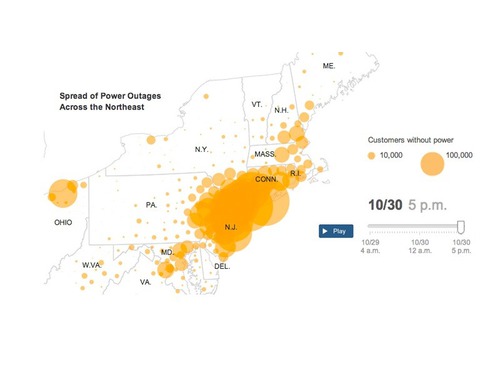 ME.
Spread of Power Outages
Across the Northeast
VT.
N.H.
Customers without power
N.Y.
MASS.
10,000
100,000
CONN.
R.I.
PA.
10/30 5 p.m.
OHIO
N.J.
Play
10/29
4 a.m.
10/30
12 a.m.
10/30
5 p.m.
MD.
W.VA.
DEL.
VA.